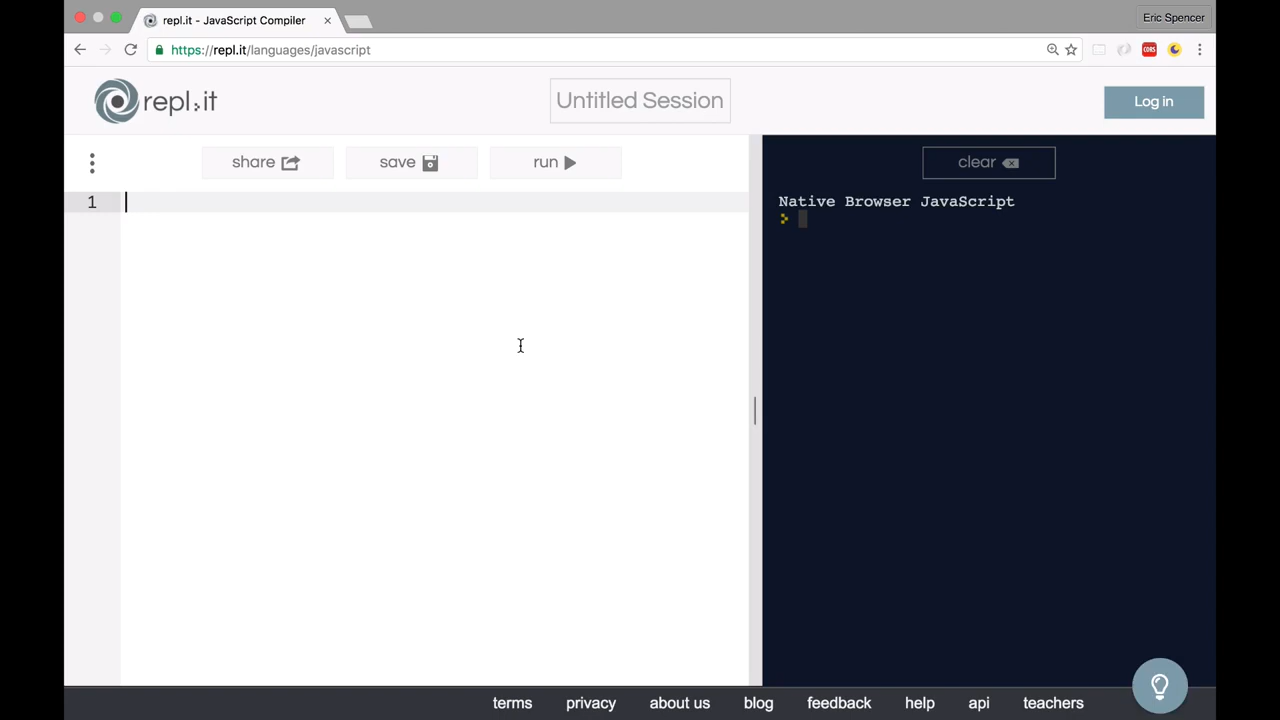 repl.it - JavaScript Compiler
Eric Spencer
https://repl.it/languages/javascript
CORS
repl.it
Untitled Session
Log in
share
save
run
clear
1
Native Browser JavaScript
terms
privacy
about us
blog
feedback
help
api
teachers